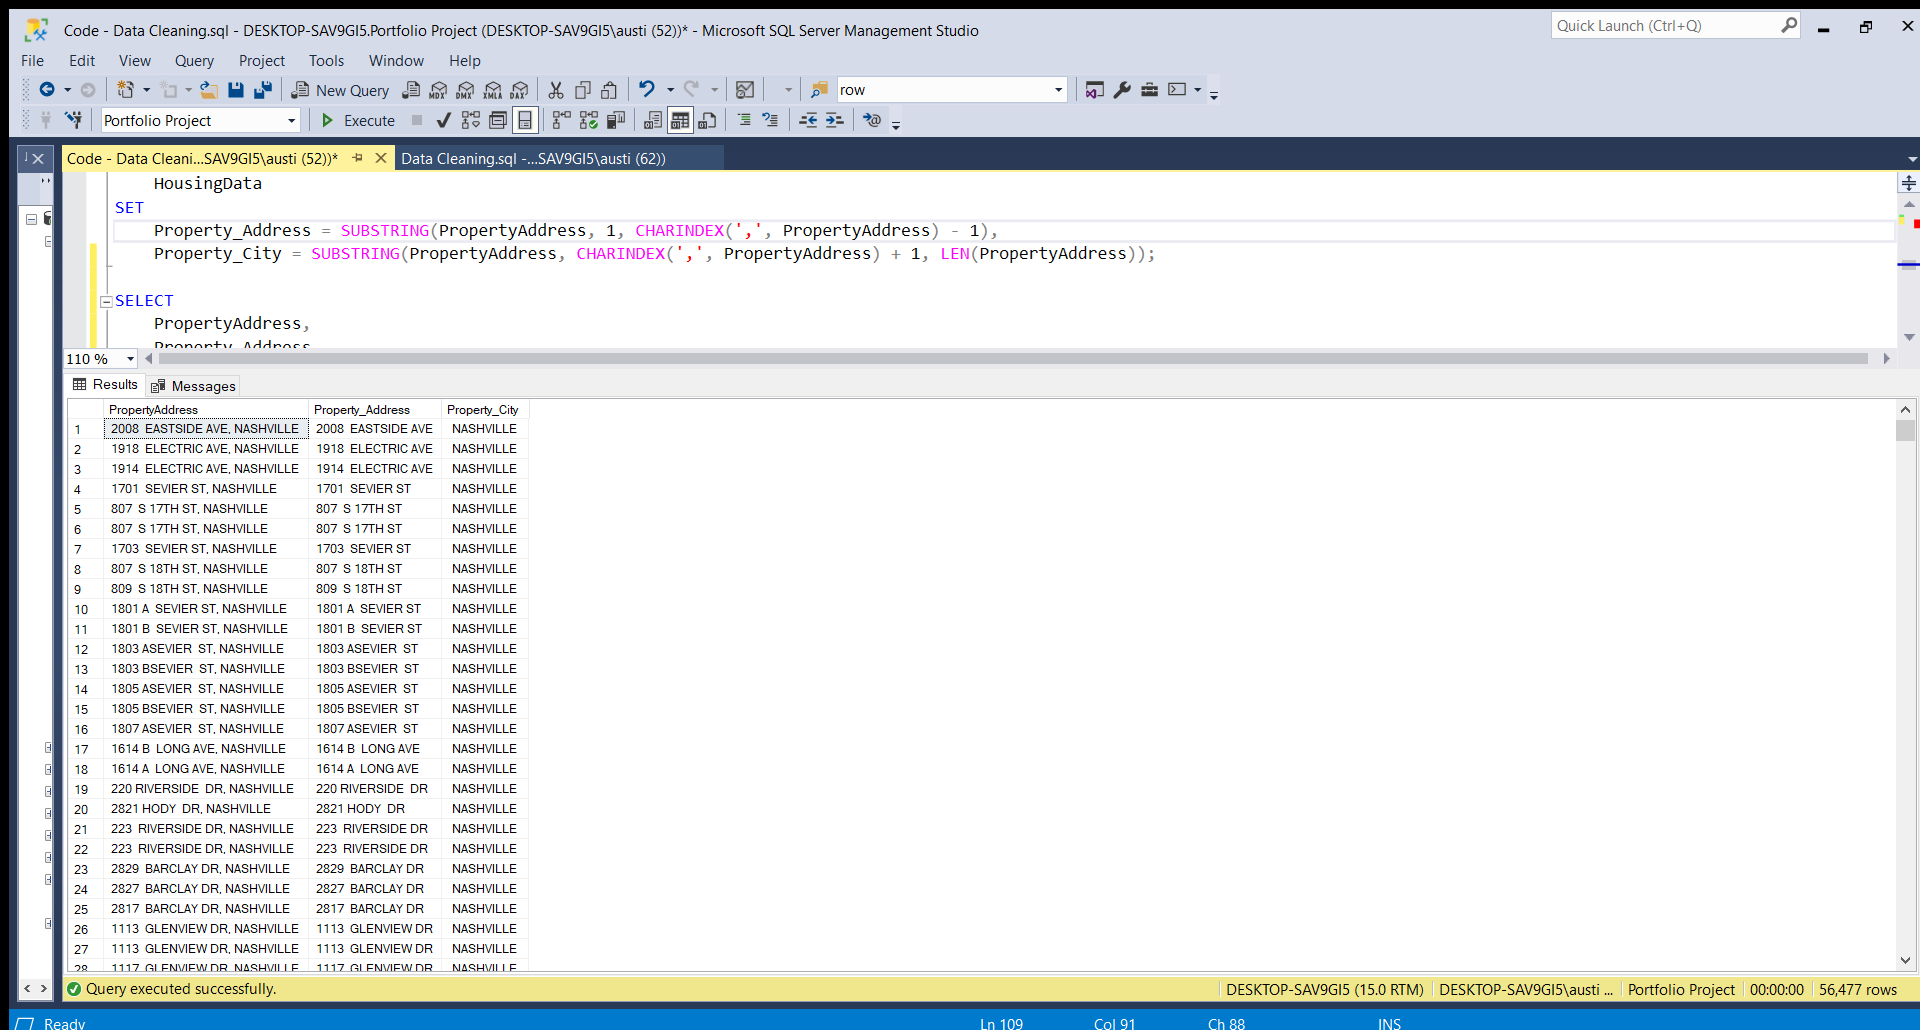 Code - Data Cleaning.sql - DESKTOP-SAV9GI5.Portfolio Project (DESKTOP-SAV9GI5\austi (52))* - Microsoft SQL Server Management Studio
Quick Launch (Ctrl+Q)
File Edit View Query Project Tools Window Help
New Query MDX DMX XMLA DAX row
Portfolio Project Execute
Code - Data Cleani...SAV9GI5\austi (52))* Data Cleaning.sql -...SAV9GI5\austi (62))
HousingData
SET
Property_Address = SUBSTRING(PropertyAddress, 1, CHARINDEX(',', PropertyAddress) - 1),
Property_City = SUBSTRING(PropertyAddress, CHARINDEX(',', PropertyAddress) + 1, LEN(PropertyAddress));
SELECT
PropertyAddress,
Property_Address
110 %
Results Messages
PropertyAddress Property_Address Property_City
1 2008 EASTSIDE AVE, NASHVILLE 2008 EASTSIDE AVE NASHVILLE
2 1918 ELECTRIC AVE, NASHVILLE 1918 ELECTRIC AVE NASHVILLE
3 1914 ELECTRIC AVE, NASHVILLE 1914 ELECTRIC AVE NASHVILLE
4 1701 SEVIER ST, NASHVILLE 1701 SEVIER ST NASHVILLE
5 807 S 17TH ST, NASHVILLE 807 S 17TH ST NASHVILLE
6 807 S 17TH ST, NASHVILLE 807 S 17TH ST NASHVILLE
7 1703 SEVIER ST, NASHVILLE 1703 SEVIER ST NASHVILLE
8 807 S 18TH ST, NASHVILLE 807 S 18TH ST NASHVILLE
9 809 S 18TH ST, NASHVILLE 809 S 18TH ST NASHVILLE
10 1801 A SEVIER ST, NASHVILLE 1801 A SEVIER ST NASHVILLE
11 1801 B SEVIER ST, NASHVILLE 1801 B SEVIER ST NASHVILLE
12 1803 ASEVIER ST, NASHVILLE 1803 ASEVIER ST NASHVILLE
13 1803 BSEVIER ST, NASHVILLE 1803 BSEVIER ST NASHVILLE
14 1805 ASEVIER ST, NASHVILLE 1805 ASEVIER ST NASHVILLE
15 1805 BSEVIER ST, NASHVILLE 1805 BSEVIER ST NASHVILLE
16 1807 ASEVIER ST, NASHVILLE 1807 ASEVIER ST NASHVILLE
17 1614 B LONG AVE, NASHVILLE 1614 B LONG AVE NASHVILLE
18 1614 A LONG AVE, NASHVILLE 1614 A LONG AVE NASHVILLE
19 220 RIVERSIDE DR, NASHVILLE 220 RIVERSIDE DR NASHVILLE
20 2821 HODY DR, NASHVILLE 2821 HODY DR NASHVILLE
21 223 RIVERSIDE DR, NASHVILLE 223 RIVERSIDE DR NASHVILLE
22 223 RIVERSIDE DR, NASHVILLE 223 RIVERSIDE DR NASHVILLE
23 2829 BARCLAY DR, NASHVILLE 2829 BARCLAY DR NASHVILLE
24 2827 BARCLAY DR, NASHVILLE 2827 BARCLAY DR NASHVILLE
25 2817 BARCLAY DR, NASHVILLE 2817 BARCLAY DR NASHVILLE
26 1113 GLENVIEW DR, NASHVILLE 1113 GLENVIEW DR NASHVILLE
27 1113 GLENVIEW DR, NASHVILLE 1113 GLENVIEW DR NASHVILLE
28 1117 GLENVIEW DR, NASHVILLE 1117 GLENVIEW DR NASHVILLE
Query executed successfully. DESKTOP-SAV9GI5 (15.0 RTM) DESKTOP-SAV9GI5\austi ... Portfolio Project 00:00:00 56,477 rows
Ready Ln 109 Col 91 Ch 88 INS